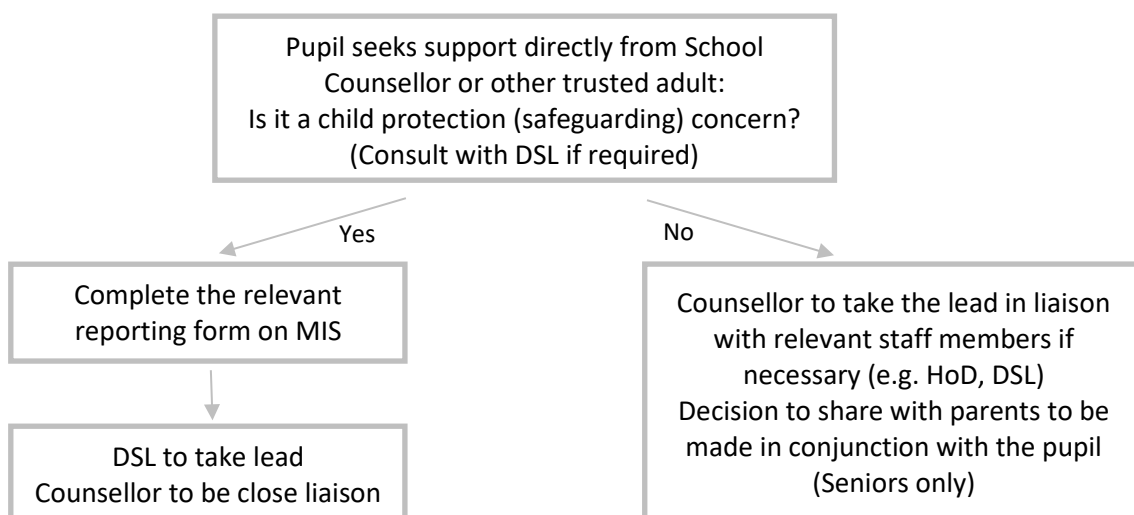 Pupil seeks support directly from School
Counsellor or other trusted adult:
Is it a child protection (safeguarding) concern?
(Consult with DSL if required)
Yes
No
Complete the relevant
reporting form on MIS
Counsellor to take the lead in liaison
with relevant staff members if
necessary (e.g. HoD, DSL)
Decision to share with parents to be
made in conjunction with the pupil
(Seniors only)
DSL to take lead
Counsellor to be close liaison